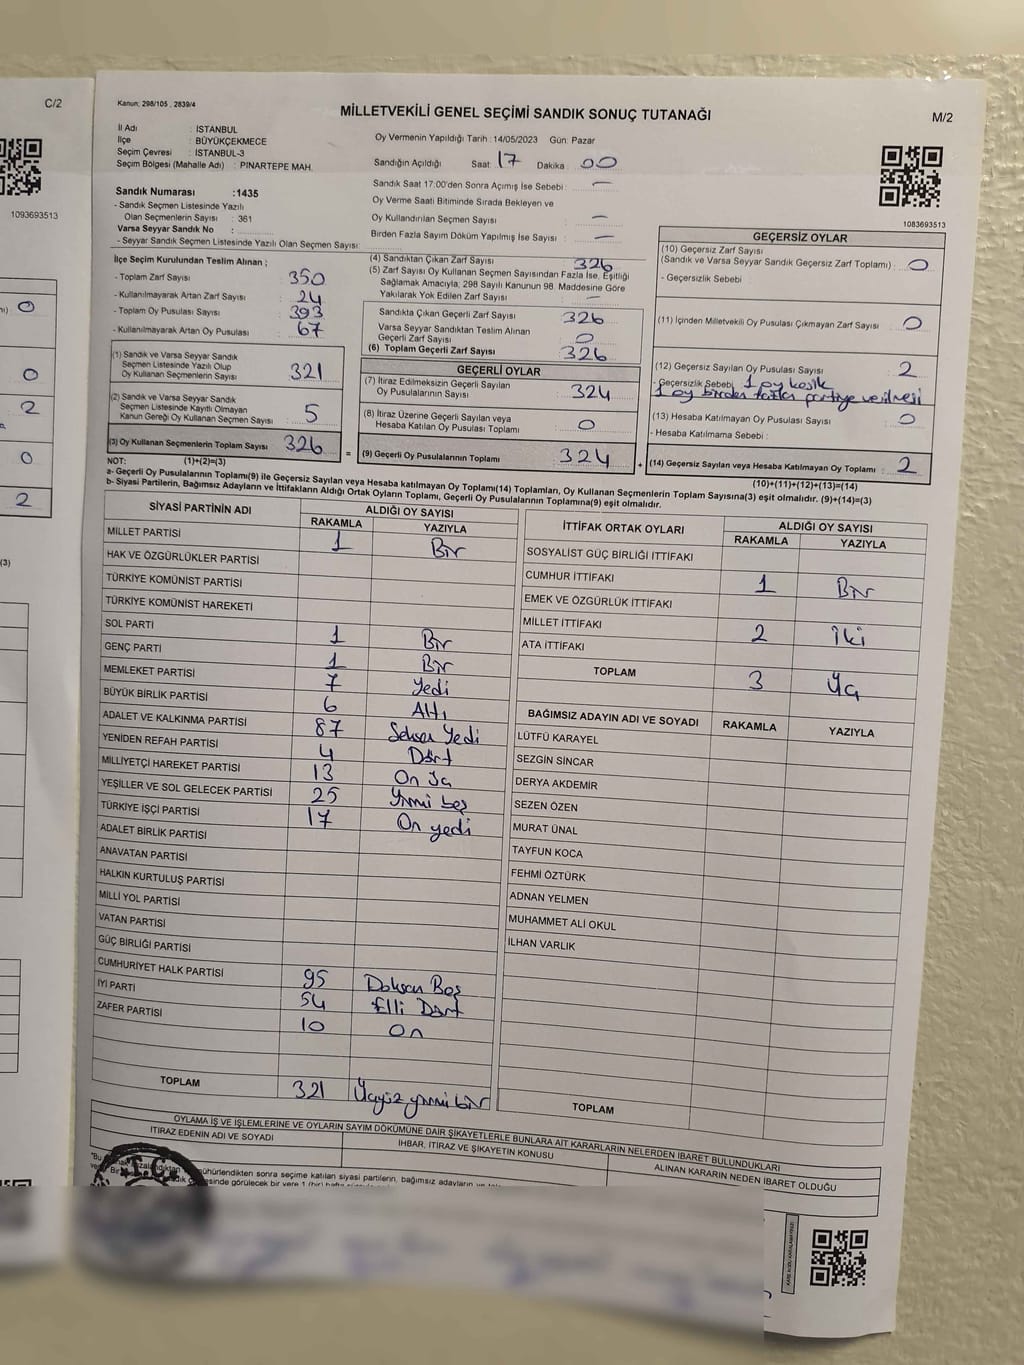 C/2
1093693513
0
0
2
0
2
(3)
Kanun; 298/105 , 2839/4
MİLLETVEKİLİ GENEL SEÇİMİ SANDIK SONUÇ TUTANAĞI
M/2
İl Adı : İSTANBUL
İlçe : BÜYÜKÇEKMECE
Seçim Çevresi : İSTANBUL-3
Seçim Bölgesi (Mahalle Adı) : PINARTEPE MAH.
Oy Vermenin Yapıldığı Tarih : 14/05/2023 Gün: Pazar
Sandığın Açıldığı Saat: 17 Dakika : 00
Sandık Saat 17:00'den Sonra Açımış İse Sebebi : —
Oy Verme Saati Bitiminde Sırada Bekleyen ve
Oy Kullandırılan Seçmen Sayısı : —
Birden Fazla Sayım Döküm Yapılmış İse Sayısı : —
1083693513
Sandık Numarası :1435
- Sandık Seçmen Listesinde Yazılı
Olan Seçmenlerin Sayısı : 361
Varsa Seyyar Sandık No :
- Seyyar Sandık Seçmen Listesinde Yazılı Olan Seçmen Sayısı:
İlçe Seçim Kurulundan Teslim Alınan ;
- Toplam Zarf Sayısı : 350
- Kullanılmayarak Artan Zarf Sayısı : 24
- Toplam Oy Pusulası Sayısı : 393
- Kullanılmayarak Artan Oy Pusulası : 67
(1) Sandık ve Varsa Seyyar Sandık
Seçmen Listesinde Yazılı Olup
Oy Kullanan Seçmenlerin Sayısı : 321
(2) Sandık ve Varsa Seyyar Sandık
Seçmen Listesinde Kayıtlı Olmayan
Kanun Gereği Oy Kullanan Seçmen Sayısı : 5
(3) Oy Kullanan Seçmenlerin Toplam Sayısı : 326
(4) Sandıktan Çıkan Zarf Sayısı : 326
(5) Zarf Sayısı Oy Kullanan Seçmen Sayısından Fazla İse, Eşitliği
Sağlamak Amacıyla; 298 Sayılı Kanunun 98. Maddesine Göre
Yakılarak Yok Edilen Zarf Sayısı : —
Sandıkta Çıkan Geçerli Zarf Sayısı : 326
Varsa Seyyar Sandıktan Teslim Alınan
Geçerli Zarf Sayısı : 0
(6) Toplam Geçerli Zarf Sayısı : 326
GEÇERLİ OYLAR
(7) İtiraz Edilmeksizin Geçerli Sayılan
Oy Pusulasının Sayısı : 324
(8) İtiraz Üzerine Geçerli Sayılan veya
Hesaba Katılan Oy Pusulası Toplamı : 0
= (9) Geçerli Oy Pusulalarının Toplamı 324 +
GEÇERSİZ OYLAR
(10) Geçersiz Zarf Sayısı
(Sandık ve Varsa Seyyar Sandık Geçersiz Zarf Toplamı) : 0
- Geçersizlik Sebebi :
(11) İçinden Milletvekili Oy Pusulası Çıkmayan Zarf Sayısı : 0
(12) Geçersiz Sayılan Oy Pusulası Sayısı : 2
- Geçersizlik Sebebi : 1 oy kesik
1 oy birden fazla partiye verilmesi
(13) Hesaba Katılmayan Oy Pusulası Sayısı : 0
- Hesaba Katılmama Sebebi :
(14) Geçersiz Sayılan veya Hesaba Katılmayan Oy Toplamı : 2
NOT: (1)+(2)=(3)
(10)+(11)+(12)+(13)=(14)
a- Geçerli Oy Pusulalarının Toplamı(9) ile Geçersiz Sayılan veya Hesaba katılmayan Oy Toplamı(14) Toplamları, Oy Kullanan Seçmenlerin Toplam Sayısına(3) eşit olmalıdır. (9)+(14)=(3)
b- Siyasi Partilerin, Bağımsız Adayların ve İttifakların Aldığı Ortak Oyların Toplamı, Geçerli Oy Pusulalarının Toplamına(9) eşit olmalıdır.
SİYASİ PARTİNİN ADI ALDIĞI OY SAYISI
RAKAMLA YAZIYLA
MİLLET PARTİSİ 1 Bir
HAK VE ÖZGÜRLÜKLER PARTİSİ
TÜRKİYE KOMÜNİST PARTİSİ
TÜRKİYE KOMÜNİST HAREKETİ
SOL PARTİ 1 Bir
GENÇ PARTİ 1 Bir
MEMLEKET PARTİSİ 7 Yedi
BÜYÜK BİRLİK PARTİSİ 6 Altı
ADALET VE KALKINMA PARTİSİ 87 Seksen Yedi
YENİDEN REFAH PARTİSİ 4 Dört
MİLLİYETÇİ HAREKET PARTİSİ 13 On Üç
YEŞİLLER VE SOL GELECEK PARTİSİ 25 Yirmi beş
TÜRKİYE İŞÇİ PARTİSİ 17 On yedi
ADALET BİRLİK PARTİSİ
ANAVATAN PARTİSİ
HALKIN KURTULUŞ PARTİSİ
MİLLİ YOL PARTİSİ
VATAN PARTİSİ
GÜÇ BİRLİĞİ PARTİSİ
CUMHURİYET HALK PARTİSİ 95 Doksan Beş
İYİ PARTİ 54 Elli Dört
ZAFER PARTİSİ 10 On
TOPLAM 321 Üçyüz yirmi bir
İTTİFAK ORTAK OYLARI ALDIĞI OY SAYISI
RAKAMLA YAZIYLA
SOSYALİST GÜÇ BİRLİĞİ İTTİFAKI
CUMHUR İTTİFAKI 1 Bir
EMEK VE ÖZGÜRLÜK İTTİFAKI
MİLLET İTTİFAKI 2 İki
ATA İTTİFAKI
TOPLAM 3 Üç
BAĞIMSIZ ADAYIN ADI VE SOYADI RAKAMLA YAZIYLA
LÜTFÜ KARAYEL
SEZGİN SİNCAR
DERYA AKDEMİR
SEZEN ÖZEN
MURAT ÜNAL
TAYFUN KOCA
FEHMİ ÖZTÜRK
ADNAN YELMEN
MUHAMMET ALİ OKUL
İLHAN VARLIK
TOPLAM
OYLAMA İŞ VE İŞLEMLERİNE VE OYLARIN SAYIM DÖKÜMÜNE DAİR ŞİKAYETLERLE BUNLARA AİT KARARLARIN NELERDEN İBARET BULUNDUKLARI
İTİRAZ EDENİN ADI VE SOYADI İHBAR, İTİRAZ VE ŞİKAYETİN KONUSU ALINAN KARARIN NEDEN İBARET OLDUĞU
T.C.
mühürlendikten sonra seçime katılan siyasi partilerin, bağımsız adayların